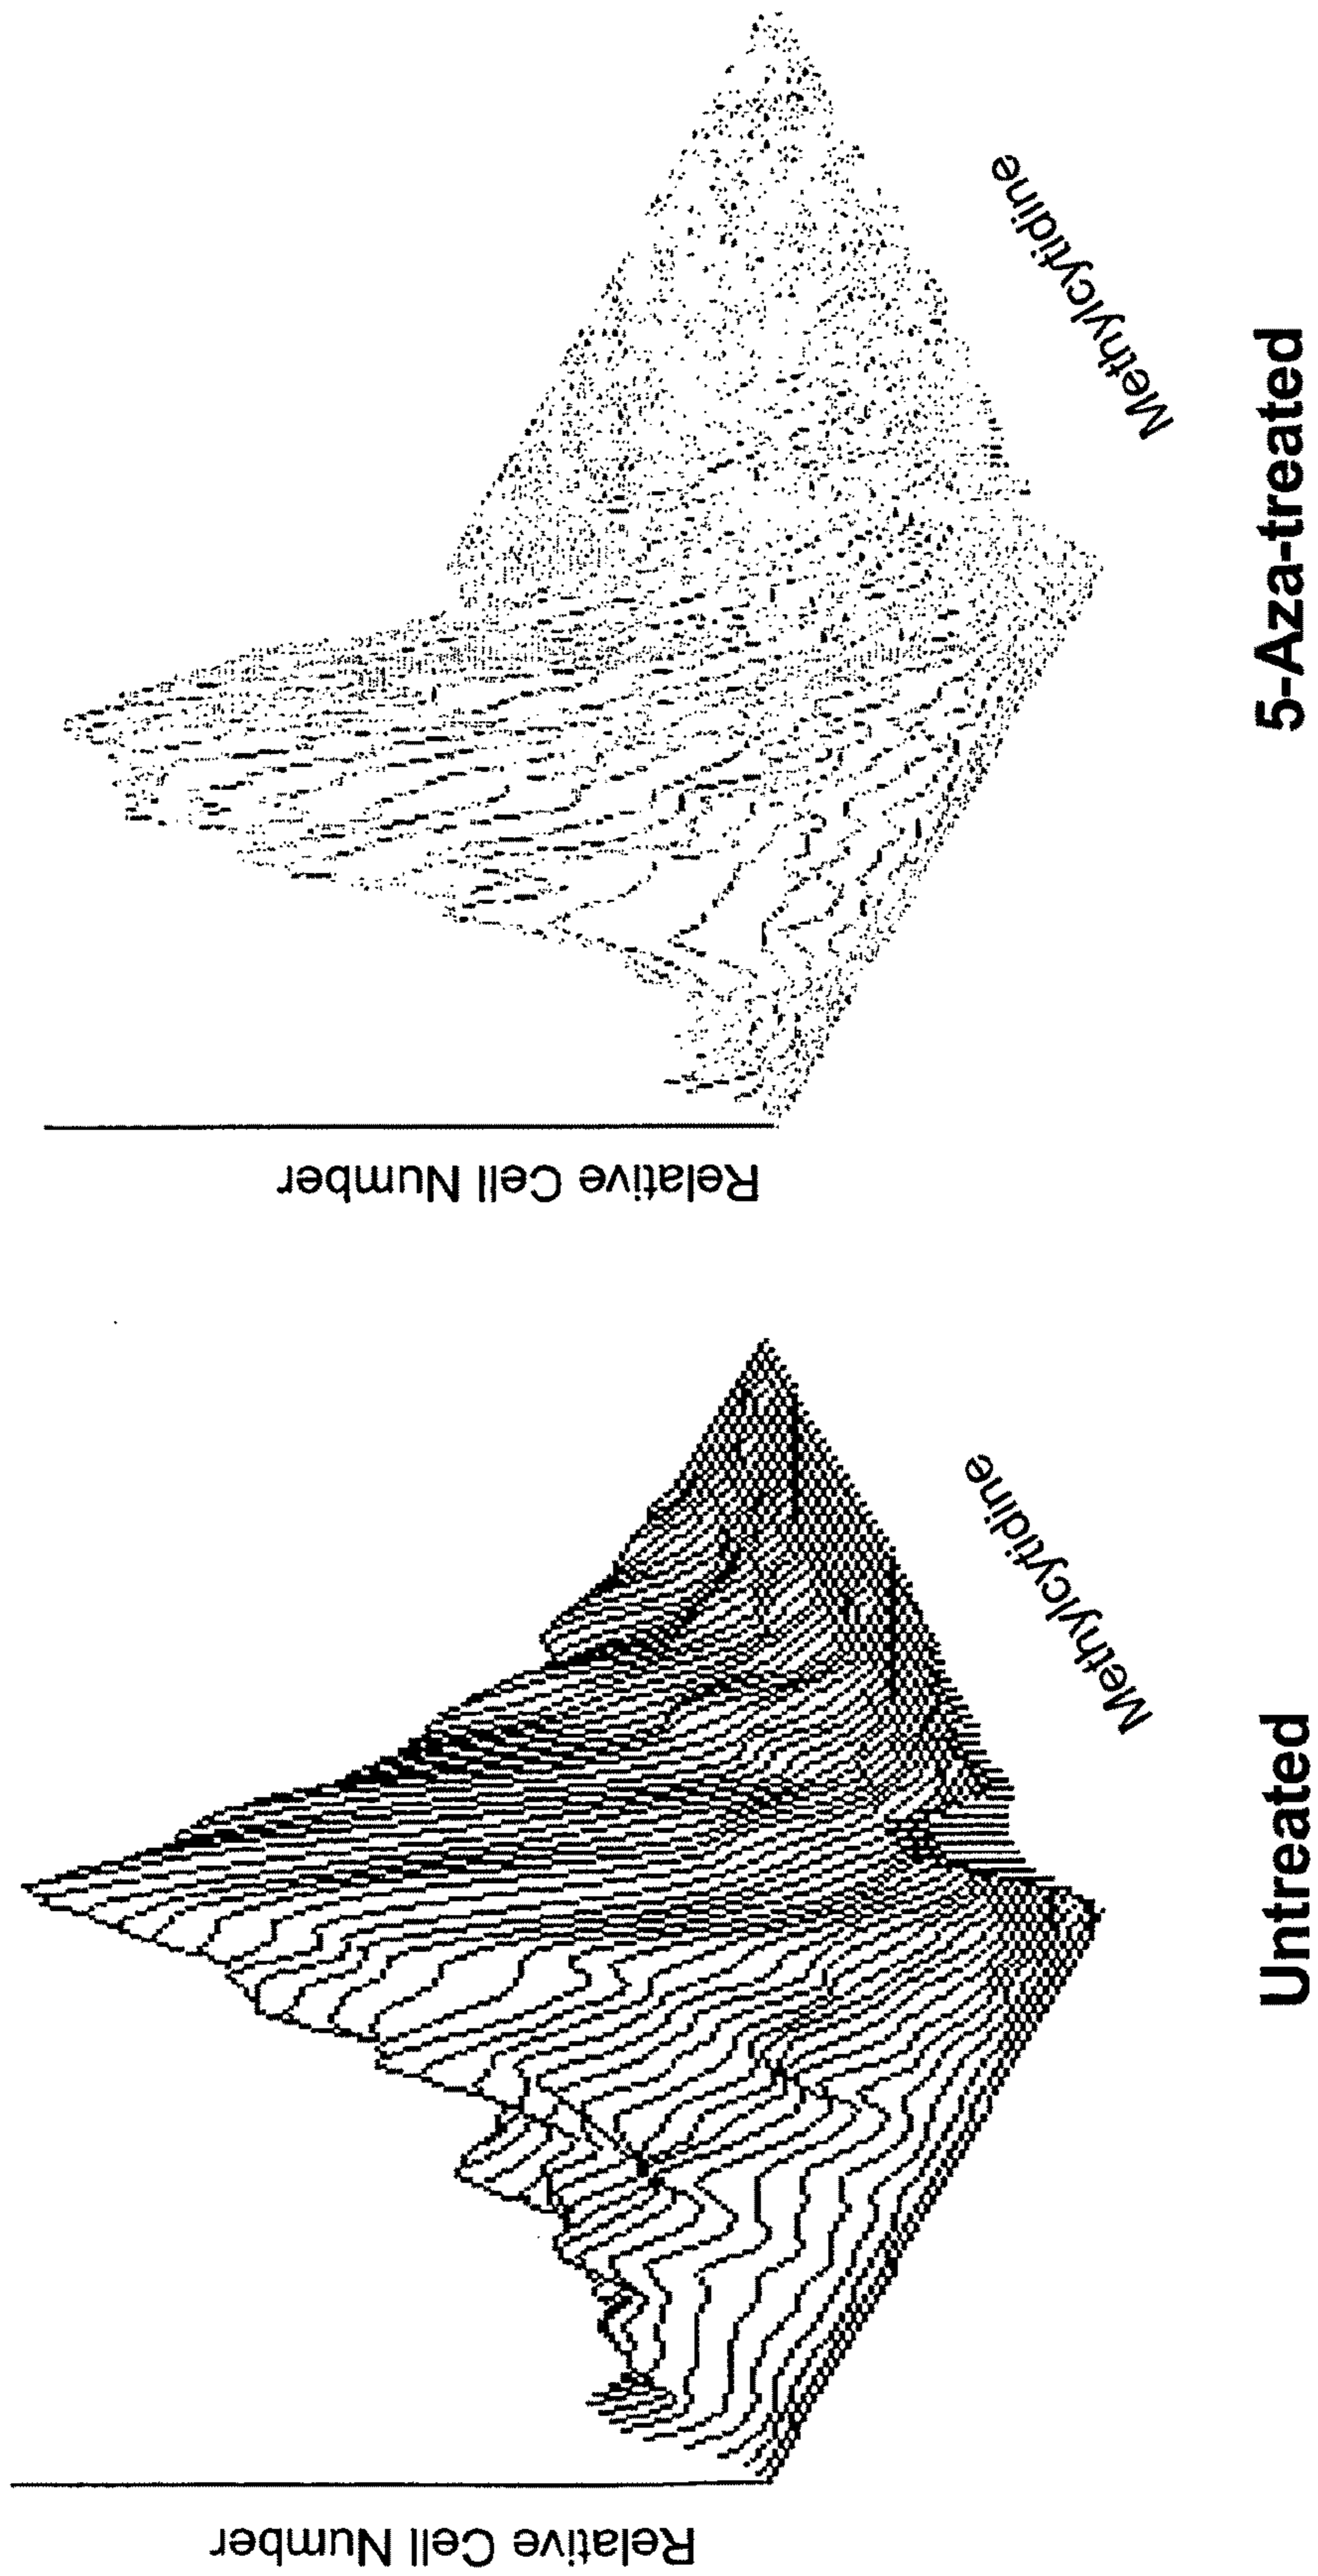 Relative Cell Number
Methylcytidine
Untreated
Relative Cell Number
Methylcytidine
5-Aza-treated